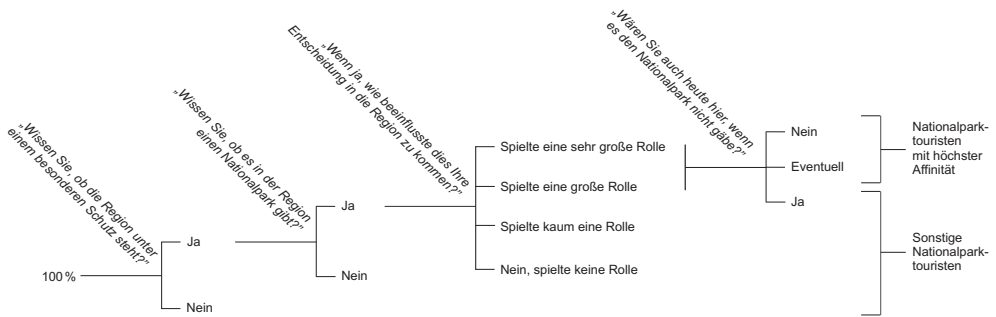 100 %
„Wissen Sie, ob die Region unter
einem besonderen Schutz steht?"
Ja
Nein
„Wissen Sie, ob es in der Region
einen Nationalpark gibt?"
Ja
Nein
„Wenn ja, wie beeinflusste dies Ihre
Entscheidung in die Region zu kommen?"
Spielte eine sehr große Rolle
Spielte eine große Rolle
Spielte kaum eine Rolle
Nein, spielte keine Rolle
„Wären Sie auch heute hier, wenn
es den Nationalpark nicht gäbe?"
Nein
Eventuell
Ja
Nationalpark-
touristen
mit höchster
Affinität
Sonstige
Nationalpark-
touristen